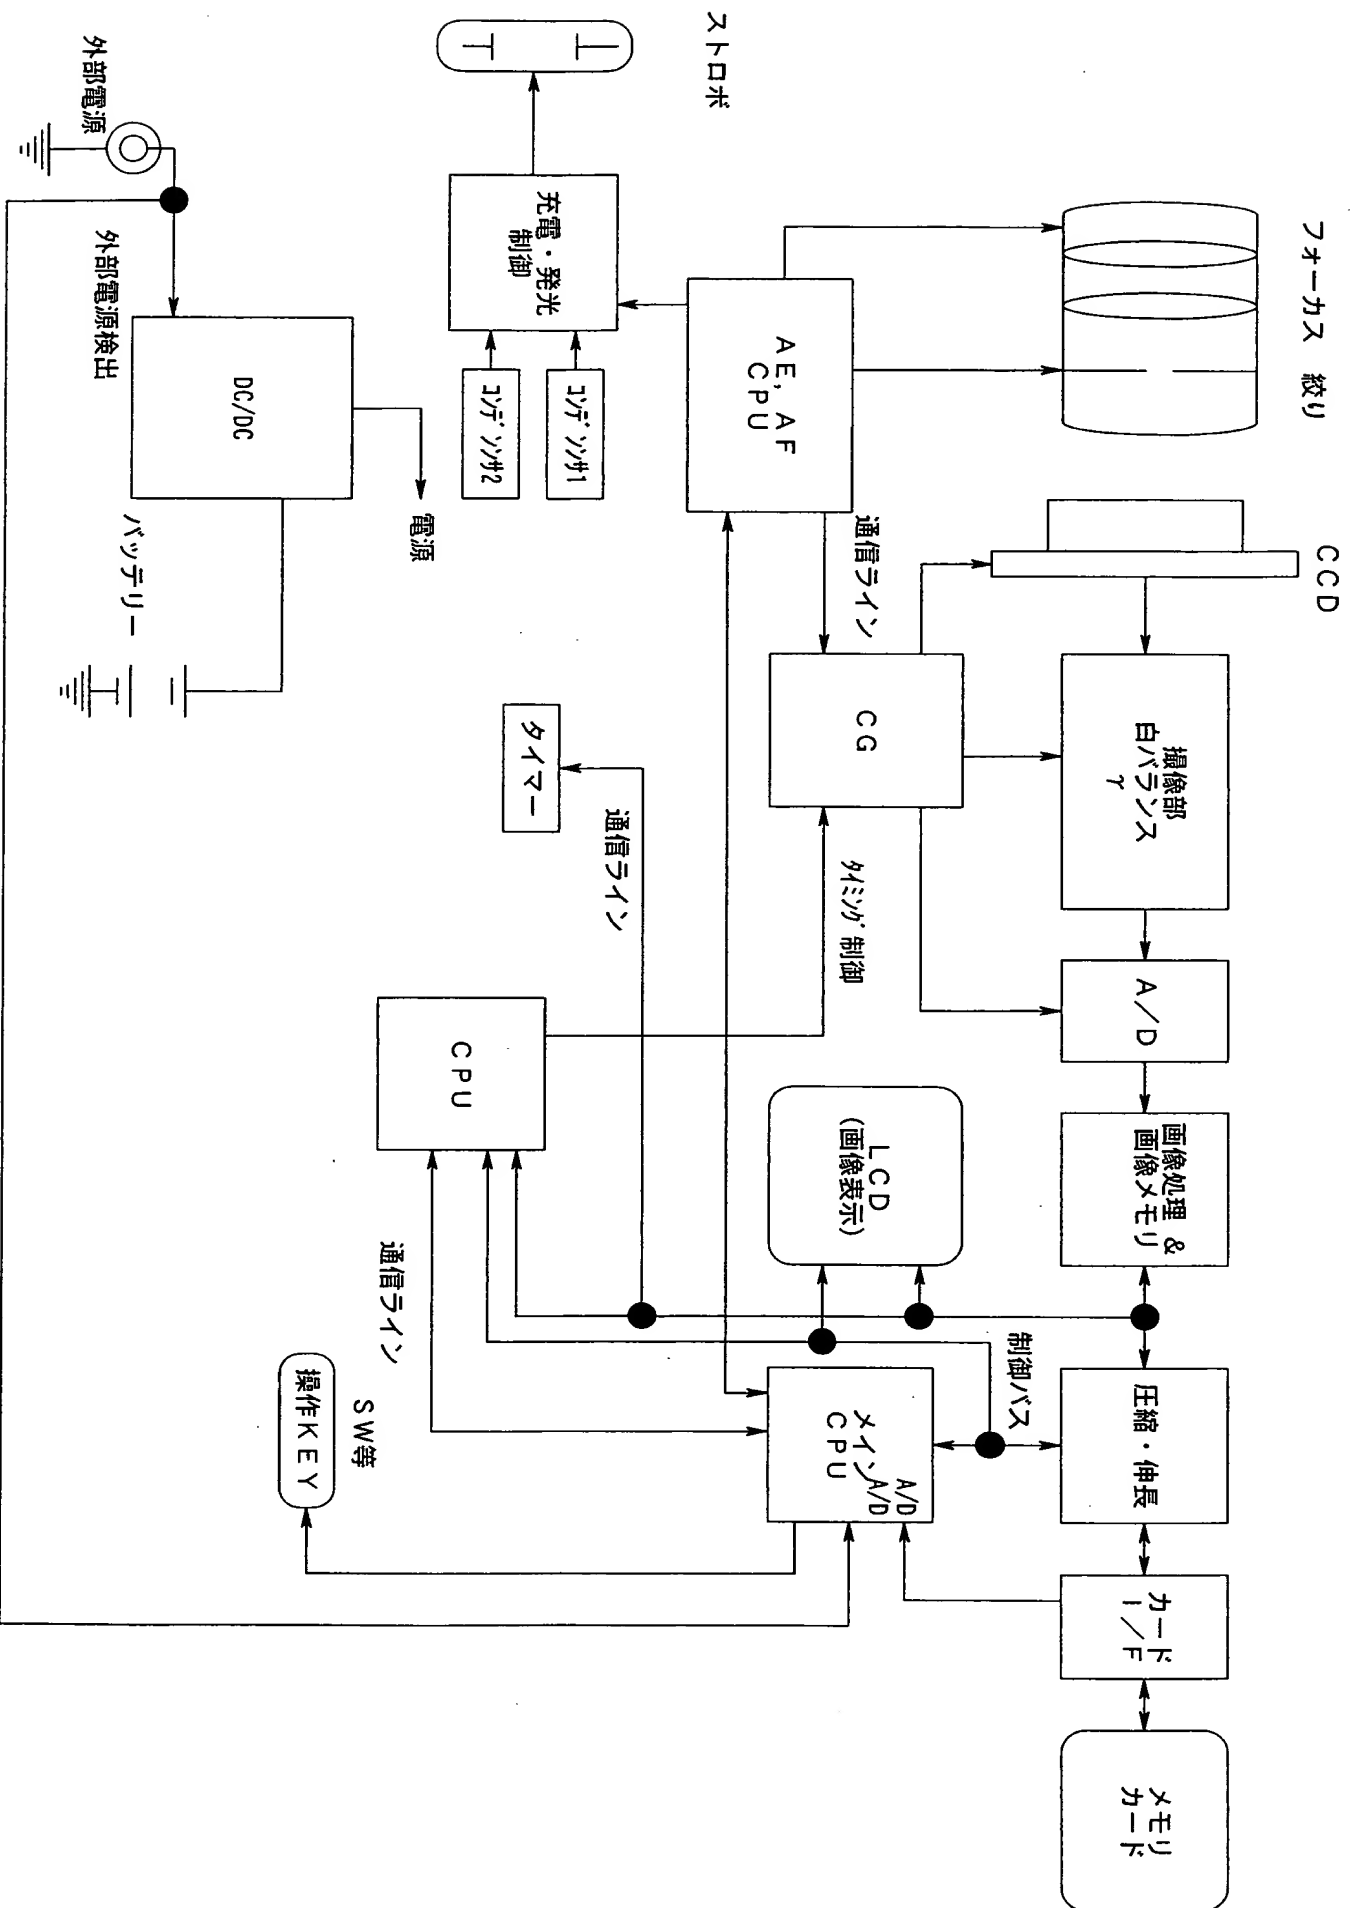 フォーカス 絞り
CCD
撮像部
白バランス
γ
A/D
画像処理 &
画像メモリ
圧縮・伸長
カード
I/F
メモリ
カード
ストロボ
充電・発光
制御
コンデンサ1
コンデンサ2
AE, AF
CPU
通信ライン
CG
タイミング制御
LCD
(画像表示)
制御バス
メイン
CPU
A/D
A/D
タイマー
通信ライン
CPU
通信ライン
SW等
操作KEY
外部電源
外部電源検出
DC/DC
電源
バッテリー